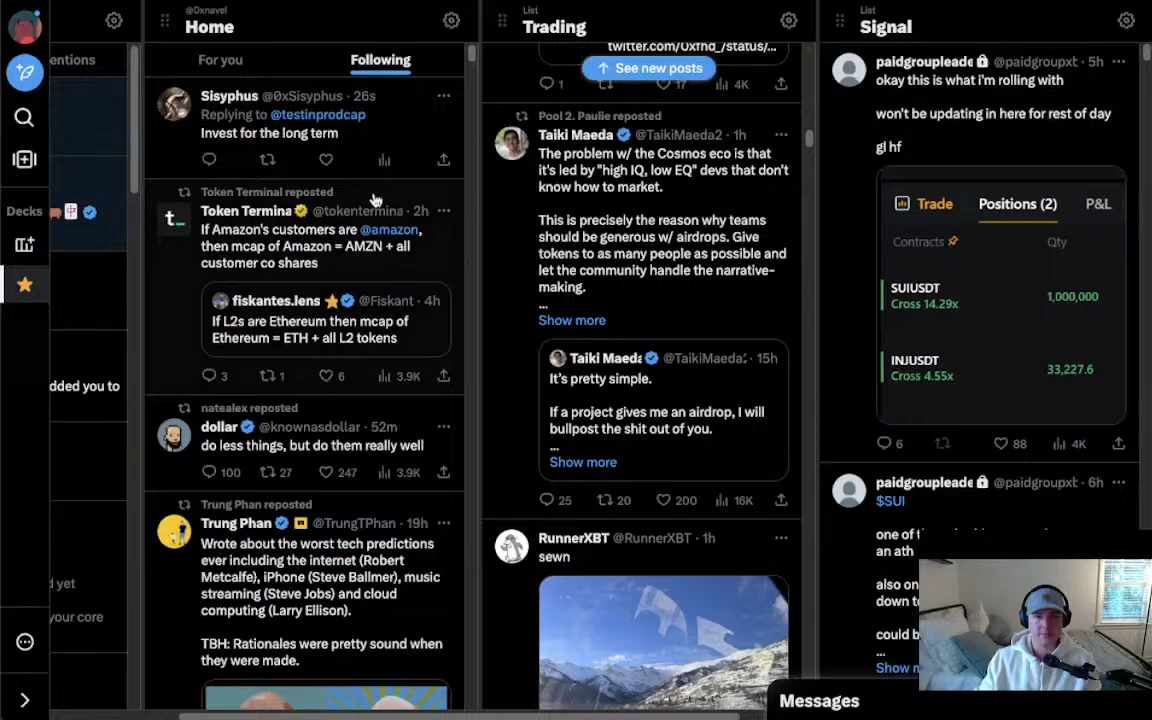 entions
dded you to
d yet
your core
Decks
@0xnavel
Home
For you
Following
Sisyphus @0xSisyphus · 26s
Replying to @testinprodcap
Invest for the long term
Token Terminal reposted
Token Termina @tokentermina · 2h
If Amazon's customers are @amazon,
then mcap of Amazon = AMZN + all
customer co shares
fiskantes.lens @Fiskant · 4h
If L2s are Ethereum then mcap of
Ethereum = ETH + all L2 tokens
3
1
6
3.9K
natealex reposted
dollar @knownasdollar · 52m
do less things, but do them really well
100
27
247
3.9K
Trung Phan reposted
Trung Phan @TrungTPhan · 19h
Wrote about the worst tech predictions
ever including the internet (Robert
Metcalfe), iPhone (Steve Ballmer), music
streaming (Steve Jobs) and cloud
computing (Larry Ellison).
TBH: Rationales were pretty sound when
they were made.
List
Trading
twitter.com/0xfhd_/status/...
See new posts
1
17
4K
Pool 2. Paulie reposted
Taiki Maeda @TaikiMaeda2 · 1h
The problem w/ the Cosmos eco is that
it's led by "high IQ, low EQ" devs that don't
know how to market.
This is precisely the reason why teams
should be generous w/ airdrops. Give
tokens to as many people as possible and
let the community handle the narrative-
making.
...
Show more
Taiki Maeda @TaikiMaeda: · 15h
It's pretty simple.
If a project gives me an airdrop, I will
bullpost the shit out of you.
...
Show more
25
20
200
16K
RunnerXBT @RunnerXBT · 1h
sewn
List
Signal
paidgroupleade @paidgroupxt · 5h
okay this is what i'm rolling with
won't be updating in here for rest of day
gl hf
Trade
Positions (2)
P&L
Contracts
Qty
SUIUSDT
Cross 14.29x
1,000,000
INJUSDT
Cross 4.55x
33,227.6
6
88
4K
paidgroupleade @paidgroupxt · 6h
$SUI
one of t
an ath
also on
down to
could b
...
Show m
Messages